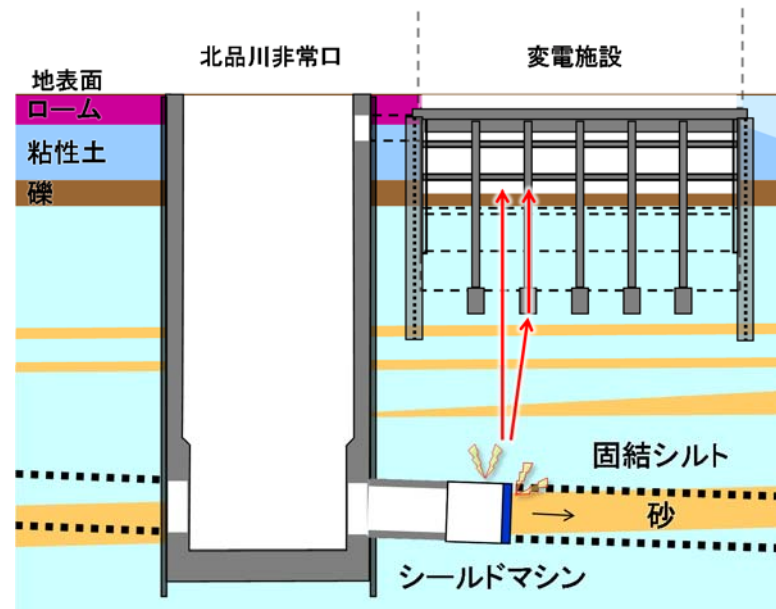 北品川非常口
変電施設
地表面
ローム
粘性土
礫
固結シルト
砂
シールドマシン